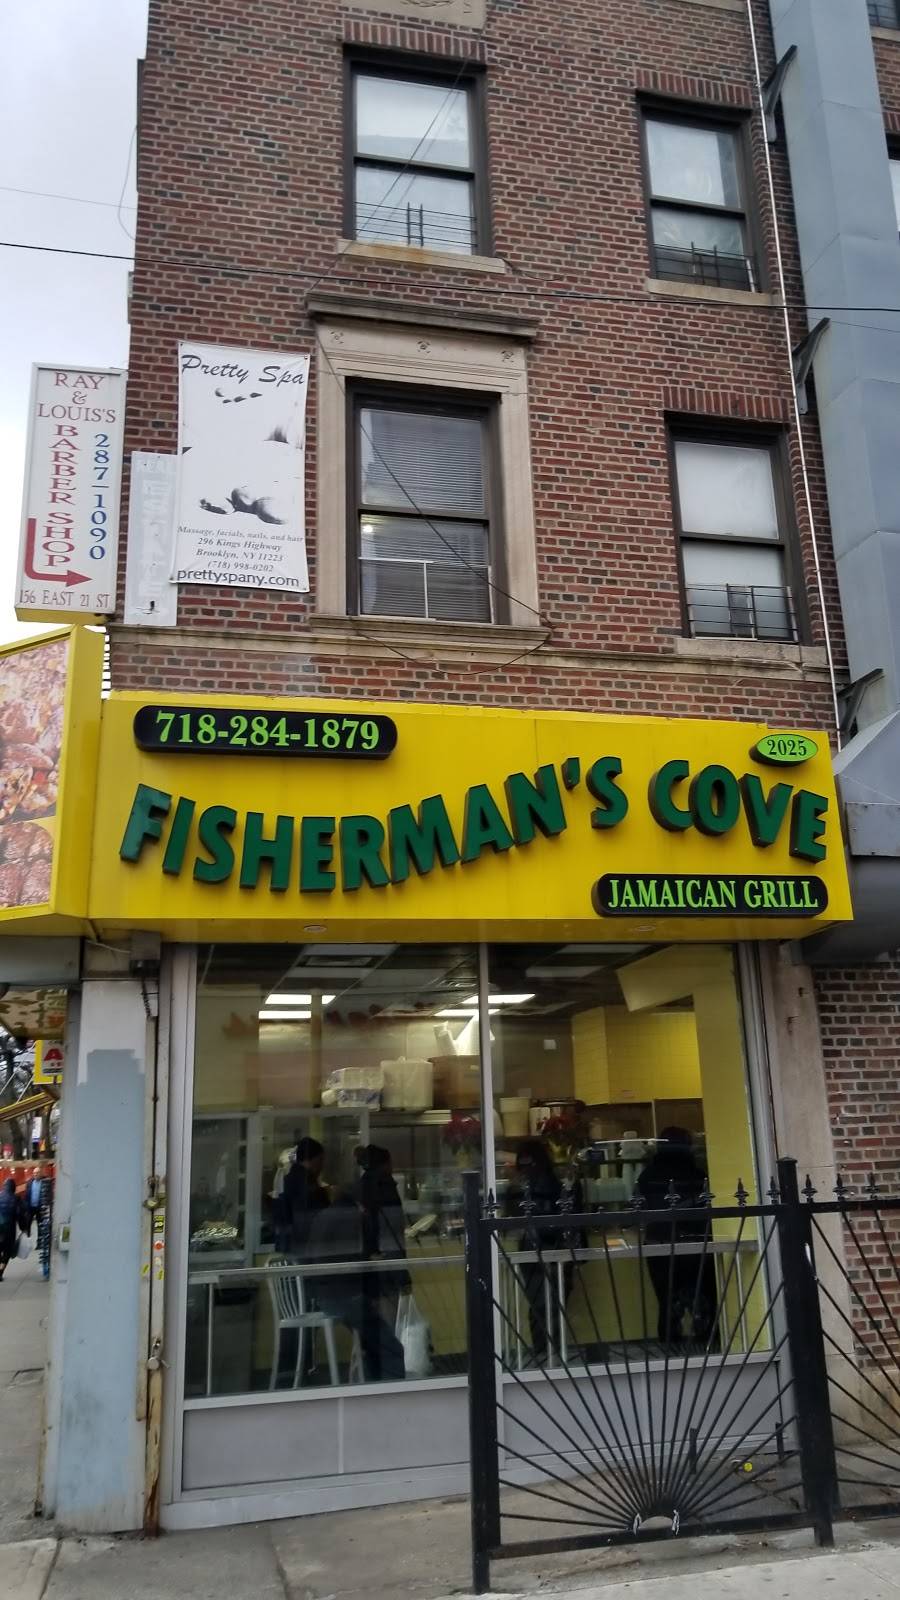 RAY
&
LOUIS'S
BARBER SHOP
287-1090
156 EAST 21 ST
Pretty Spa
Massage, facials, nails, and hair
296 Kings Highway
Brooklyn, NY 11223
(718) 998-0202
prettyspany.com
718-284-1879
2025
FISHERMAN'S COVE
JAMAICAN GRILL